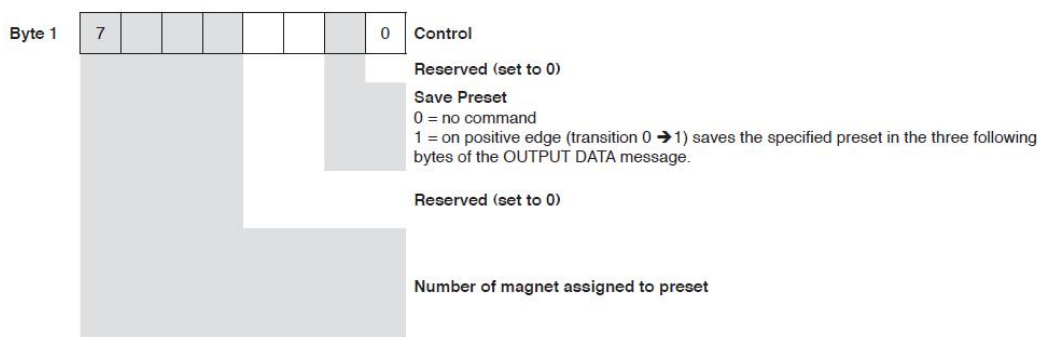 Byte 1 7 0 Control
Reserved (set to 0)
Save Preset
0 = no command
1 = on positive edge (transition 0 ➔1) saves the specified preset in the three following
bytes of the OUTPUT DATA message.
Reserved (set to 0)
Number of magnet assigned to preset